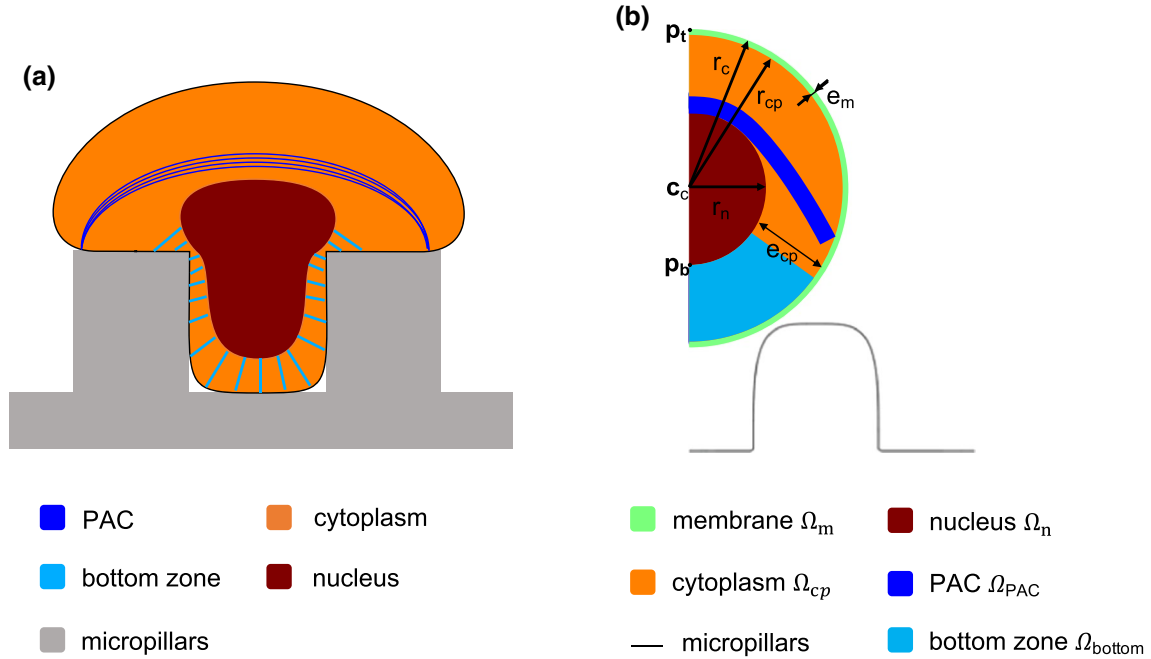 (a)
PAC
cytoplasm
bottom zone
nucleus
micropillars
(b)
pt
rc
rcp
em
cc
rn
ecp
pb
membrane Ωm
nucleus Ωn
cytoplasm Ωcp
PAC ΩPAC
micropillars
bottom zone Ωbottom